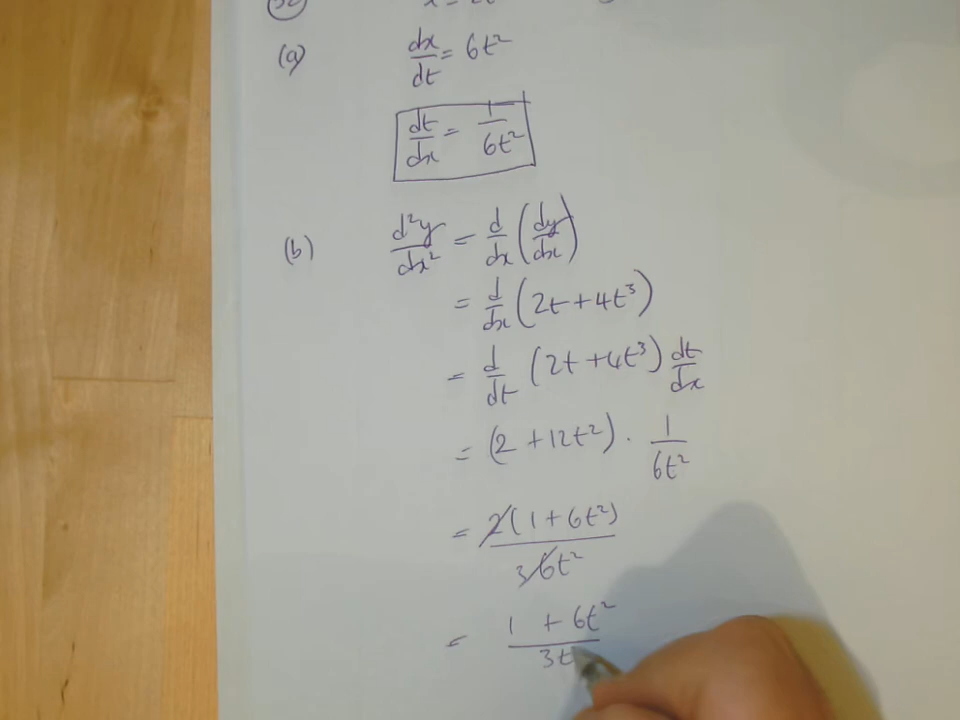 (a) dx/dt = 6t²
dt/dx = 1/6t²
(b) d²y/dx² = d/dx (dy/dx)
= d/dx (2t + 4t³)
= d/dt (2t + 4t³) dt/dx
= (2 + 12t²) · 1/6t²
= 2(1 + 6t²)/3 6t²
= 1 + 6t²/3t